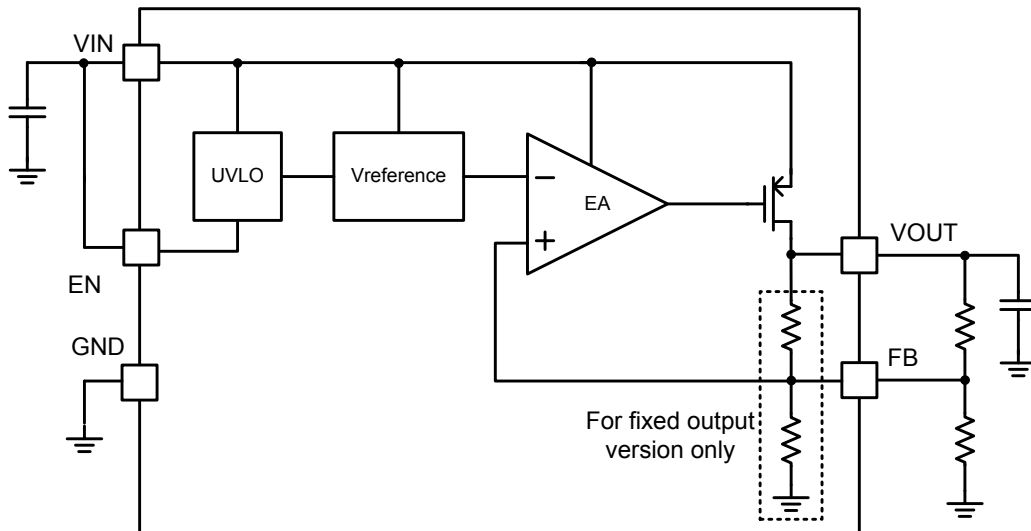 VIN
UVLO
Vreference
−
+
EA
VOUT
EN
GND
FB
For fixed output
version only